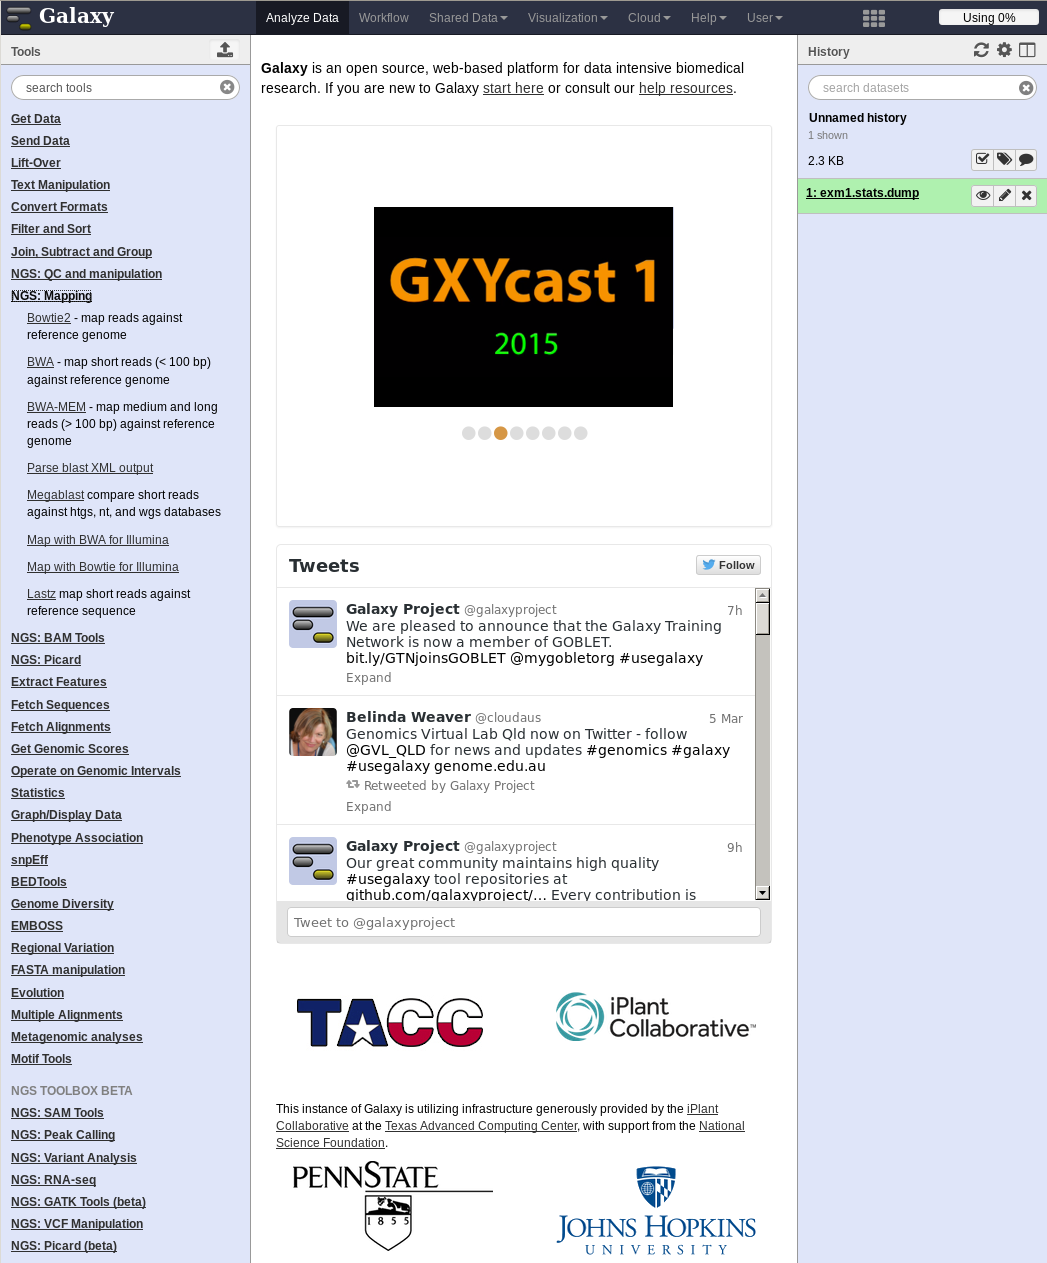 Galaxy
Analyze Data Workflow Shared Data Visualization Cloud Help User
Using 0%
Tools
search tools
Get Data
Send Data
Lift-Over
Text Manipulation
Convert Formats
Filter and Sort
Join, Subtract and Group
NGS: QC and manipulation
NGS: Mapping
Bowtie2 - map reads against
reference genome
BWA - map short reads (< 100 bp)
against reference genome
BWA-MEM - map medium and long
reads (> 100 bp) against reference
genome
Parse blast XML output
Megablast compare short reads
against htgs, nt, and wgs databases
Map with BWA for Illumina
Map with Bowtie for Illumina
Lastz map short reads against
reference sequence
NGS: BAM Tools
NGS: Picard
Extract Features
Fetch Sequences
Fetch Alignments
Get Genomic Scores
Operate on Genomic Intervals
Statistics
Graph/Display Data
Phenotype Association
snpEff
BEDTools
Genome Diversity
EMBOSS
Regional Variation
FASTA manipulation
Evolution
Multiple Alignments
Metagenomic analyses
Motif Tools
NGS TOOLBOX BETA
NGS: SAM Tools
NGS: Peak Calling
NGS: Variant Analysis
NGS: RNA-seq
NGS: GATK Tools (beta)
NGS: VCF Manipulation
NGS: Picard (beta)
Galaxy is an open source, web-based platform for data intensive biomedical
research. If you are new to Galaxy start here or consult our help resources.
GXYcast 1
2015
Tweets
Follow
Galaxy Project @galaxyproject 7h
We are pleased to announce that the Galaxy Training
Network is now a member of GOBLET.
bit.ly/GTNjoinsGOBLET @mygobletorg #usegalaxy
Expand
Belinda Weaver @cloudaus 5 Mar
Genomics Virtual Lab Qld now on Twitter - follow
@GVL_QLD for news and updates #genomics #galaxy
#usegalaxy genome.edu.au
Retweeted by Galaxy Project
Expand
Galaxy Project @galaxyproject 9h
Our great community maintains high quality
#usegalaxy tool repositories at
github.com/galaxyproject/... Every contribution is
Tweet to @galaxyproject
TACC
iPlant
Collaborative™
This instance of Galaxy is utilizing infrastructure generously provided by the iPlant
Collaborative at the Texas Advanced Computing Center, with support from the National
Science Foundation.
PENNSTATE
1855
JOHNS HOPKINS
UNIVERSITY
History
search datasets
Unnamed history
1 shown
2.3 KB
1: exm1.stats.dump